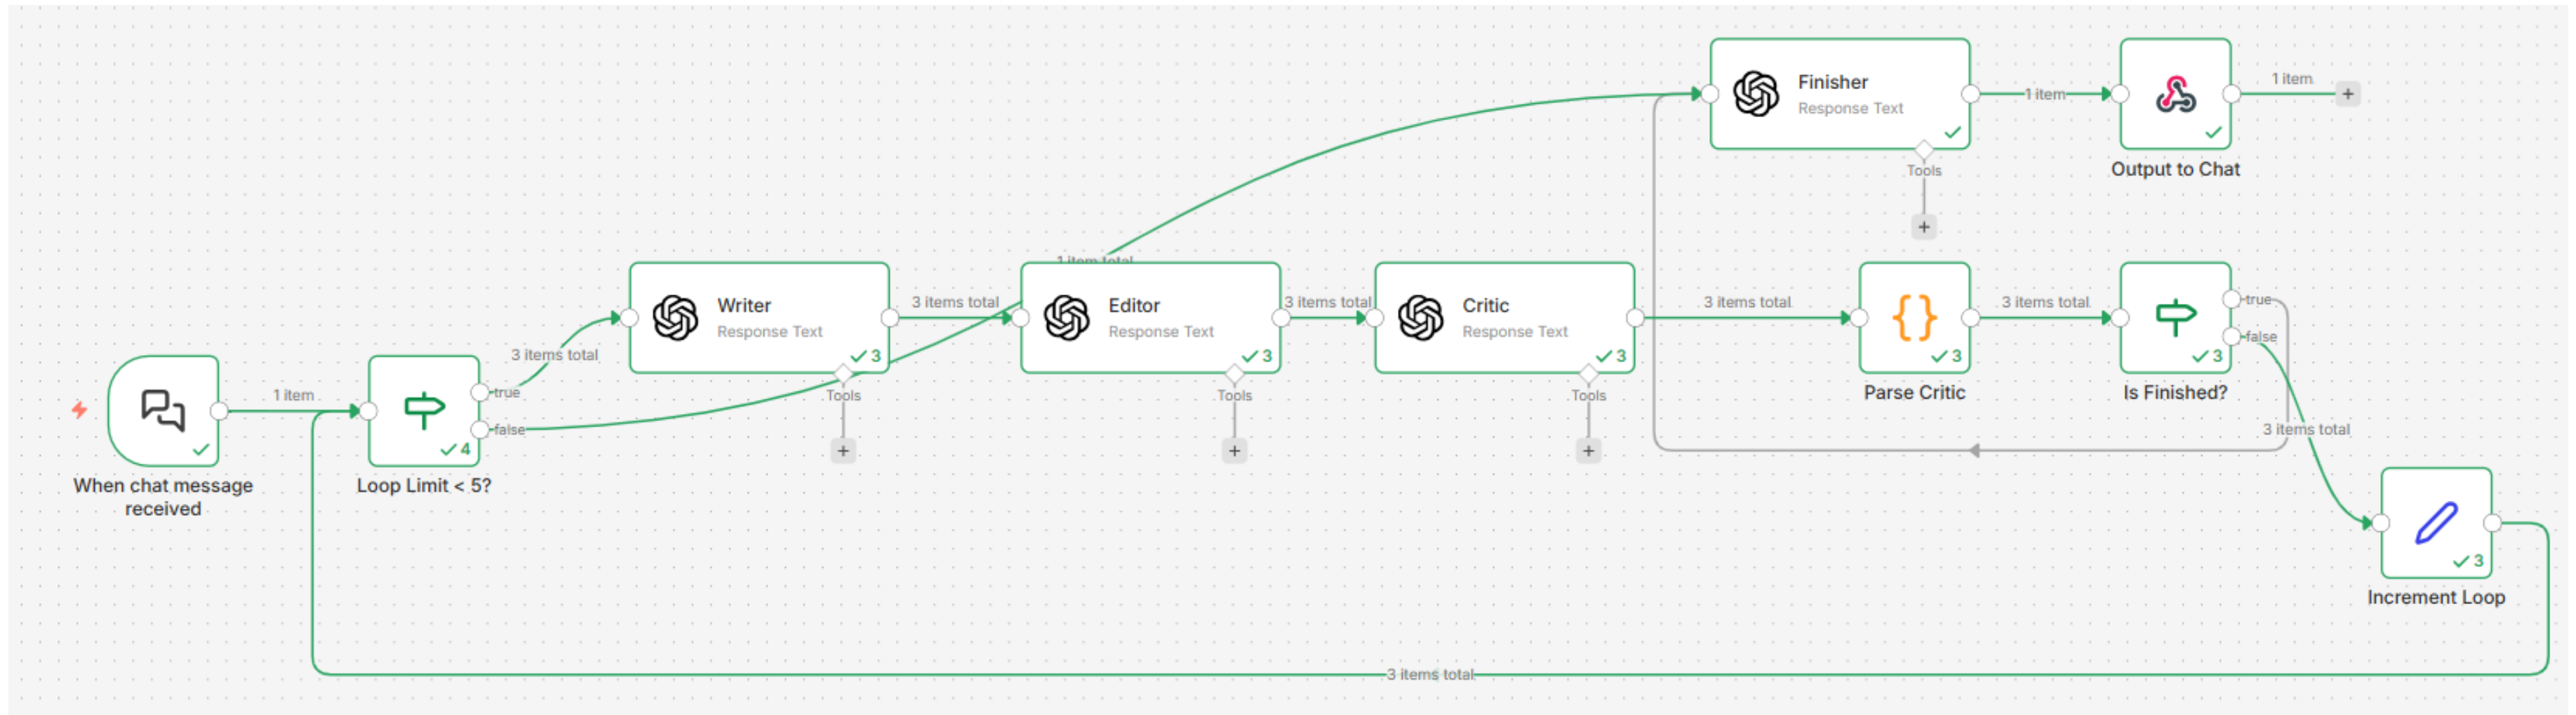 Finisher
Response Text
1 item
1 item
Tools
Output to Chat
1 item total
Writer
Response Text
3
3 items total
Editor
Response Text
3
3 items total
Critic
Response Text
3
3 items total
3
3 items total
3
true
false
3 items total
1 item
true
false
4
Tools
Tools
Tools
Parse Critic
Is Finished?
3 items total
When chat message
received
Loop Limit < 5?
3
Increment Loop
3 items total